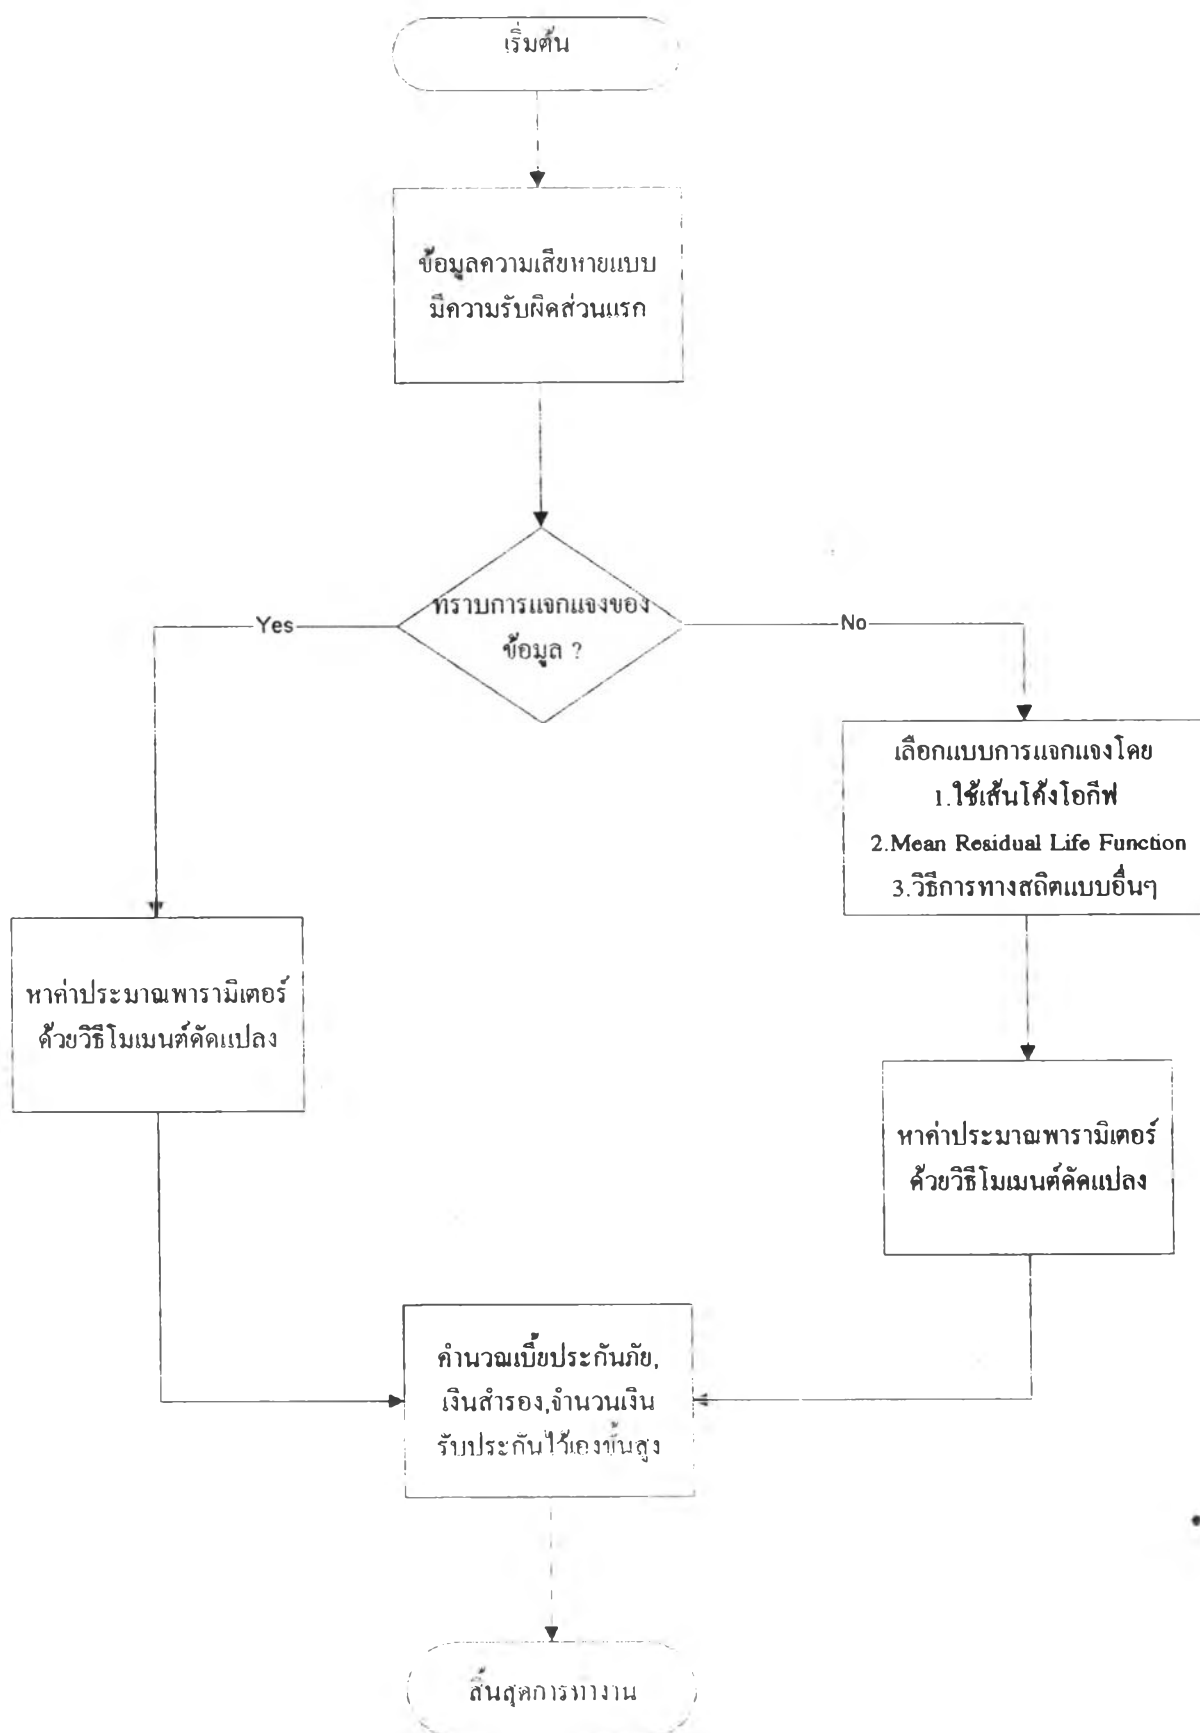 เริ่มต้น
ข้อมูลความเสียหายแบบ
มีความรับผิดส่วนแรก
ทราบการแจกแจงของ
ข้อมูล ?
Yes
No
เลือกแบบการแจกแจงโดย
1.ใช้เส้นโค้งโอกีฟ
2.Mean Residual Life Function
3.วิธีการทางสถิตแบบอื่นๆ
หาค่าประมาณพารามิเตอร์
ด้วยวิธีโมเมนต์ดัดแปลง
หาค่าประมาณพารามิเตอร์
ด้วยวิธีโมเมนต์ดัดแปลง
คำนวณเบี้ยประกันภัย,
เงินสำรอง,จำนวนเงิน
รับประกันไว้เองขั้นสูง
สิ้นสุดการทำงาน